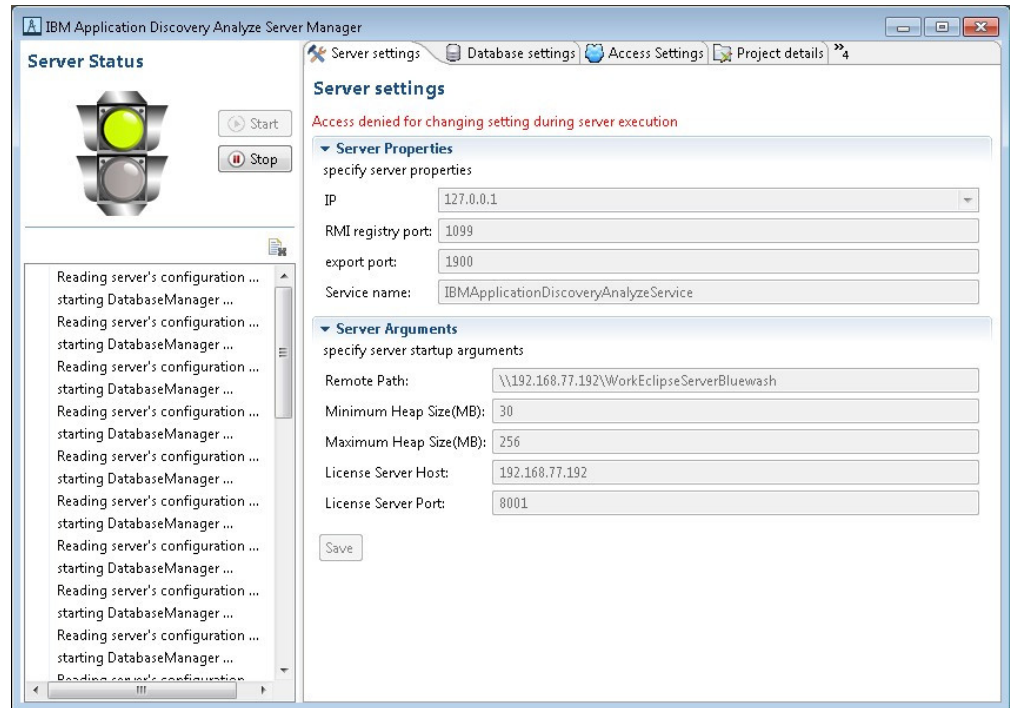 IBM Application Discovery Analyze Server Manager
Server Status
Start
Stop
Reading server's configuration ...
starting DatabaseManager ...
Reading server's configuration ...
starting DatabaseManager ...
Reading server's configuration ...
starting DatabaseManager ...
Reading server's configuration ...
starting DatabaseManager ...
Reading server's configuration ...
starting DatabaseManager ...
Reading server's configuration ...
starting DatabaseManager ...
Reading server's configuration ...
starting DatabaseManager ...
Reading server's configuration ...
starting DatabaseManager ...
Reading server's configuration ...
starting DatabaseManager ...
Reading server's configuration
Server settings Database settings Access Settings Project details »4
Server settings
Access denied for changing setting during server execution
Server Properties
specify server properties
IP 127.0.0.1
RMI registry port: 1099
export port: 1900
Service name: IBMApplicationDiscoveryAnalyzeService
Server Arguments
specify server startup arguments
Remote Path: \\192.168.77.192\WorkEclipseServerBluewash
Minimum Heap Size(MB): 30
Maximum Heap Size(MB): 256
License Server Host: 192.168.77.192
License Server Port: 8001
Save